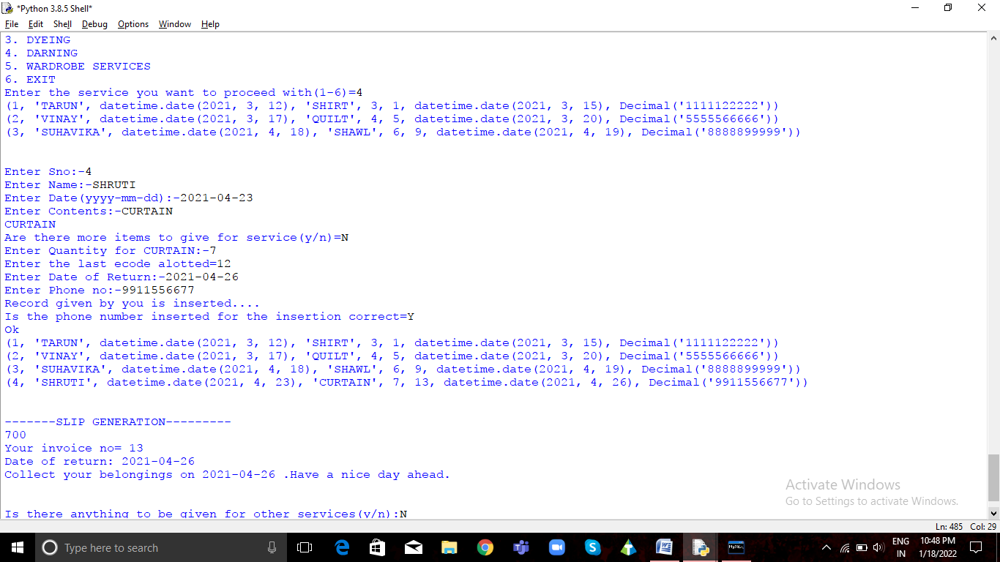 *Python 3.8.5 Shell*
File Edit Shell Debug Options Window Help
3. DYEING
4. DARNING
5. WARDROBE SERVICES
6. EXIT
Enter the service you want to proceed with(1-6)=4
(1, 'TARUN', datetime.date(2021, 3, 12), 'SHIRT', 3, 1, datetime.date(2021, 3, 15), Decimal('1111122222'))
(2, 'VINAY', datetime.date(2021, 3, 17), 'QUILT', 4, 5, datetime.date(2021, 3, 20), Decimal('5555566666'))
(3, 'SUHAVIKA', datetime.date(2021, 4, 18), 'SHAWL', 6, 9, datetime.date(2021, 4, 19), Decimal('8888899999'))
Enter Sno:-4
Enter Name:-SHRUTI
Enter Date(yyyy-mm-dd):-2021-04-23
Enter Contents:-CURTAIN
CURTAIN
Are there more items to give for service(y/n)=N
Enter Quantity for CURTAIN:-7
Enter the last ecode alotted=12
Enter Date of Return:-2021-04-26
Enter Phone no:-9911556677
Record given by you is inserted....
Is the phone number inserted for the insertion correct=Y
Ok
(1, 'TARUN', datetime.date(2021, 3, 12), 'SHIRT', 3, 1, datetime.date(2021, 3, 15), Decimal('1111122222'))
(2, 'VINAY', datetime.date(2021, 3, 17), 'QUILT', 4, 5, datetime.date(2021, 3, 20), Decimal('5555566666'))
(3, 'SUHAVIKA', datetime.date(2021, 4, 18), 'SHAWL', 6, 9, datetime.date(2021, 4, 19), Decimal('8888899999'))
(4, 'SHRUTI', datetime.date(2021, 4, 23), 'CURTAIN', 7, 13, datetime.date(2021, 4, 26), Decimal('9911556677'))
-------SLIP GENERATION---------
700
Your invoice no= 13
Date of return: 2021-04-26
Collect your belongings on 2021-04-26 .Have a nice day ahead.
Is there anything to be given for other services(y/n):N
Activate Windows
Go to Settings to activate Windows.
Ln: 485 Col: 29
Type here to search
MySQL
ENG
IN
10:48 PM
1/18/2022